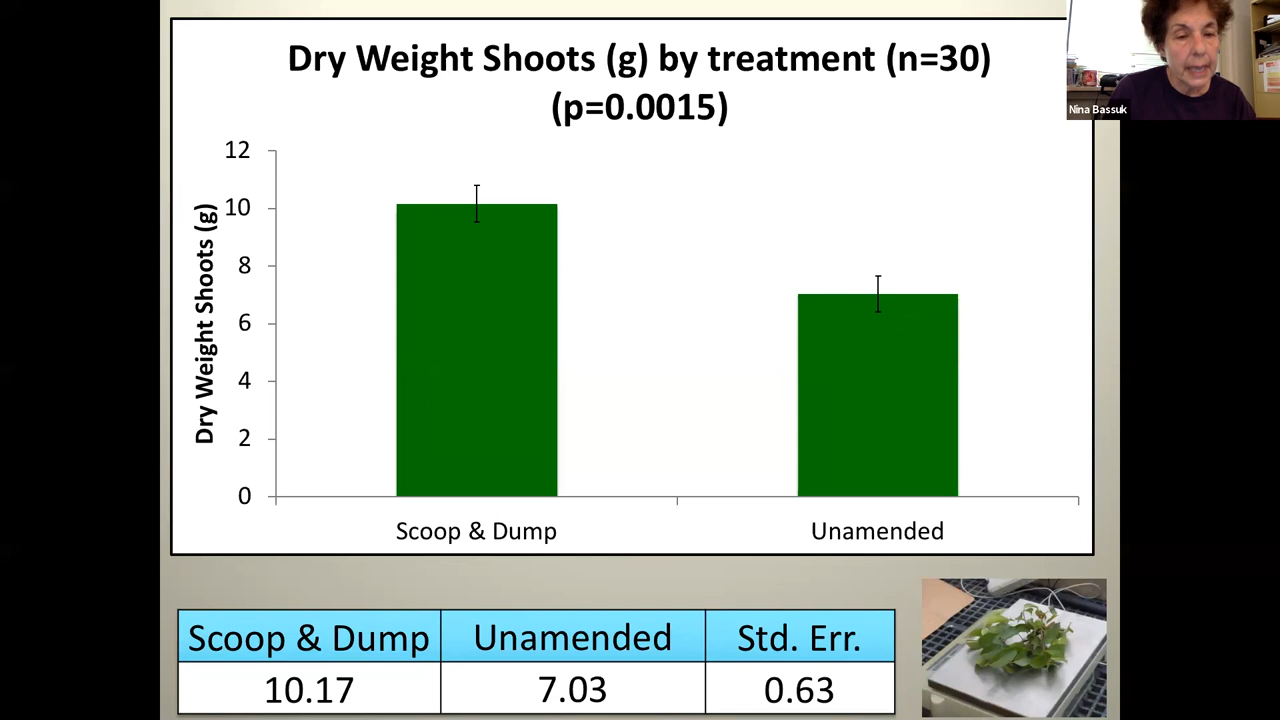 Dry Weight Shoots (g) by treatment (n=30)
(p=0.0015)
Nina Bassuk
Dry Weight Shoots (g)
12
10
8
6
4
2
0
Scoop & Dump
Unamended
Scoop & Dump Unamended Std. Err.
10.17 7.03 0.63